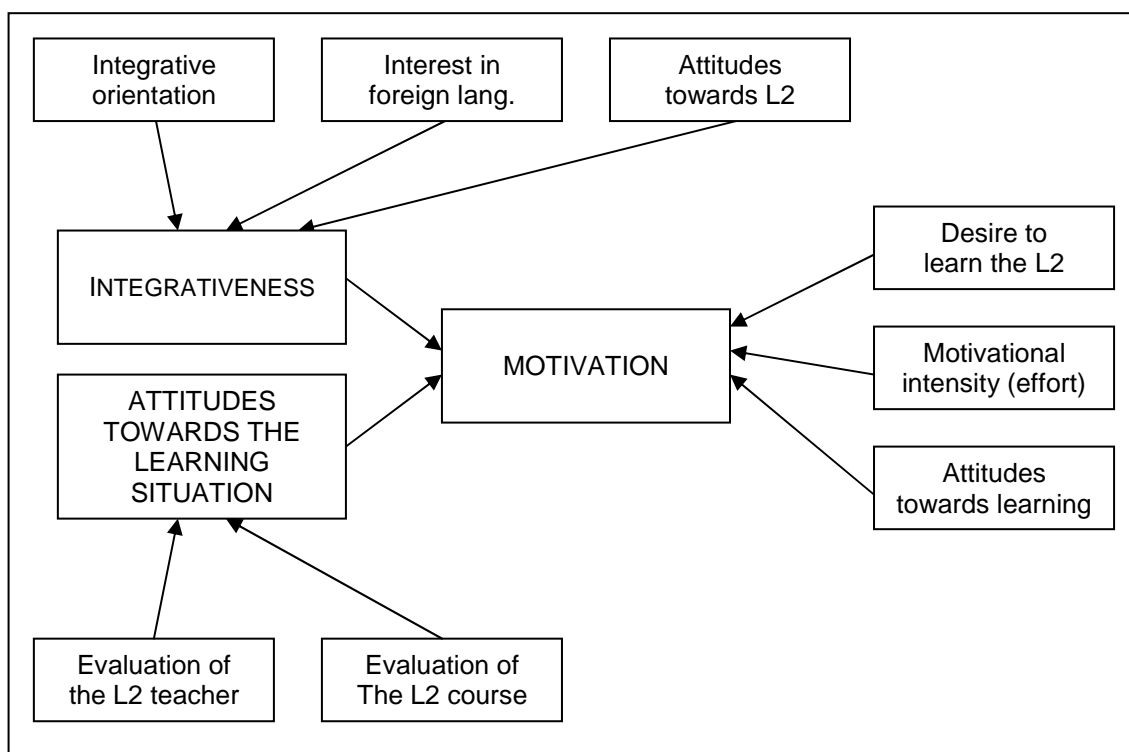 Integrative
orientation
Interest in
foreign lang.
Attitudes
towards L2
INTEGRATIVENESS
ATTITUDES
TOWARDS THE
LEARNING
SITUATION
MOTIVATION
Desire to
learn the L2
Motivational
intensity (effort)
Attitudes
towards learning
Evaluation of
the L2 teacher
Evaluation of
The L2 course